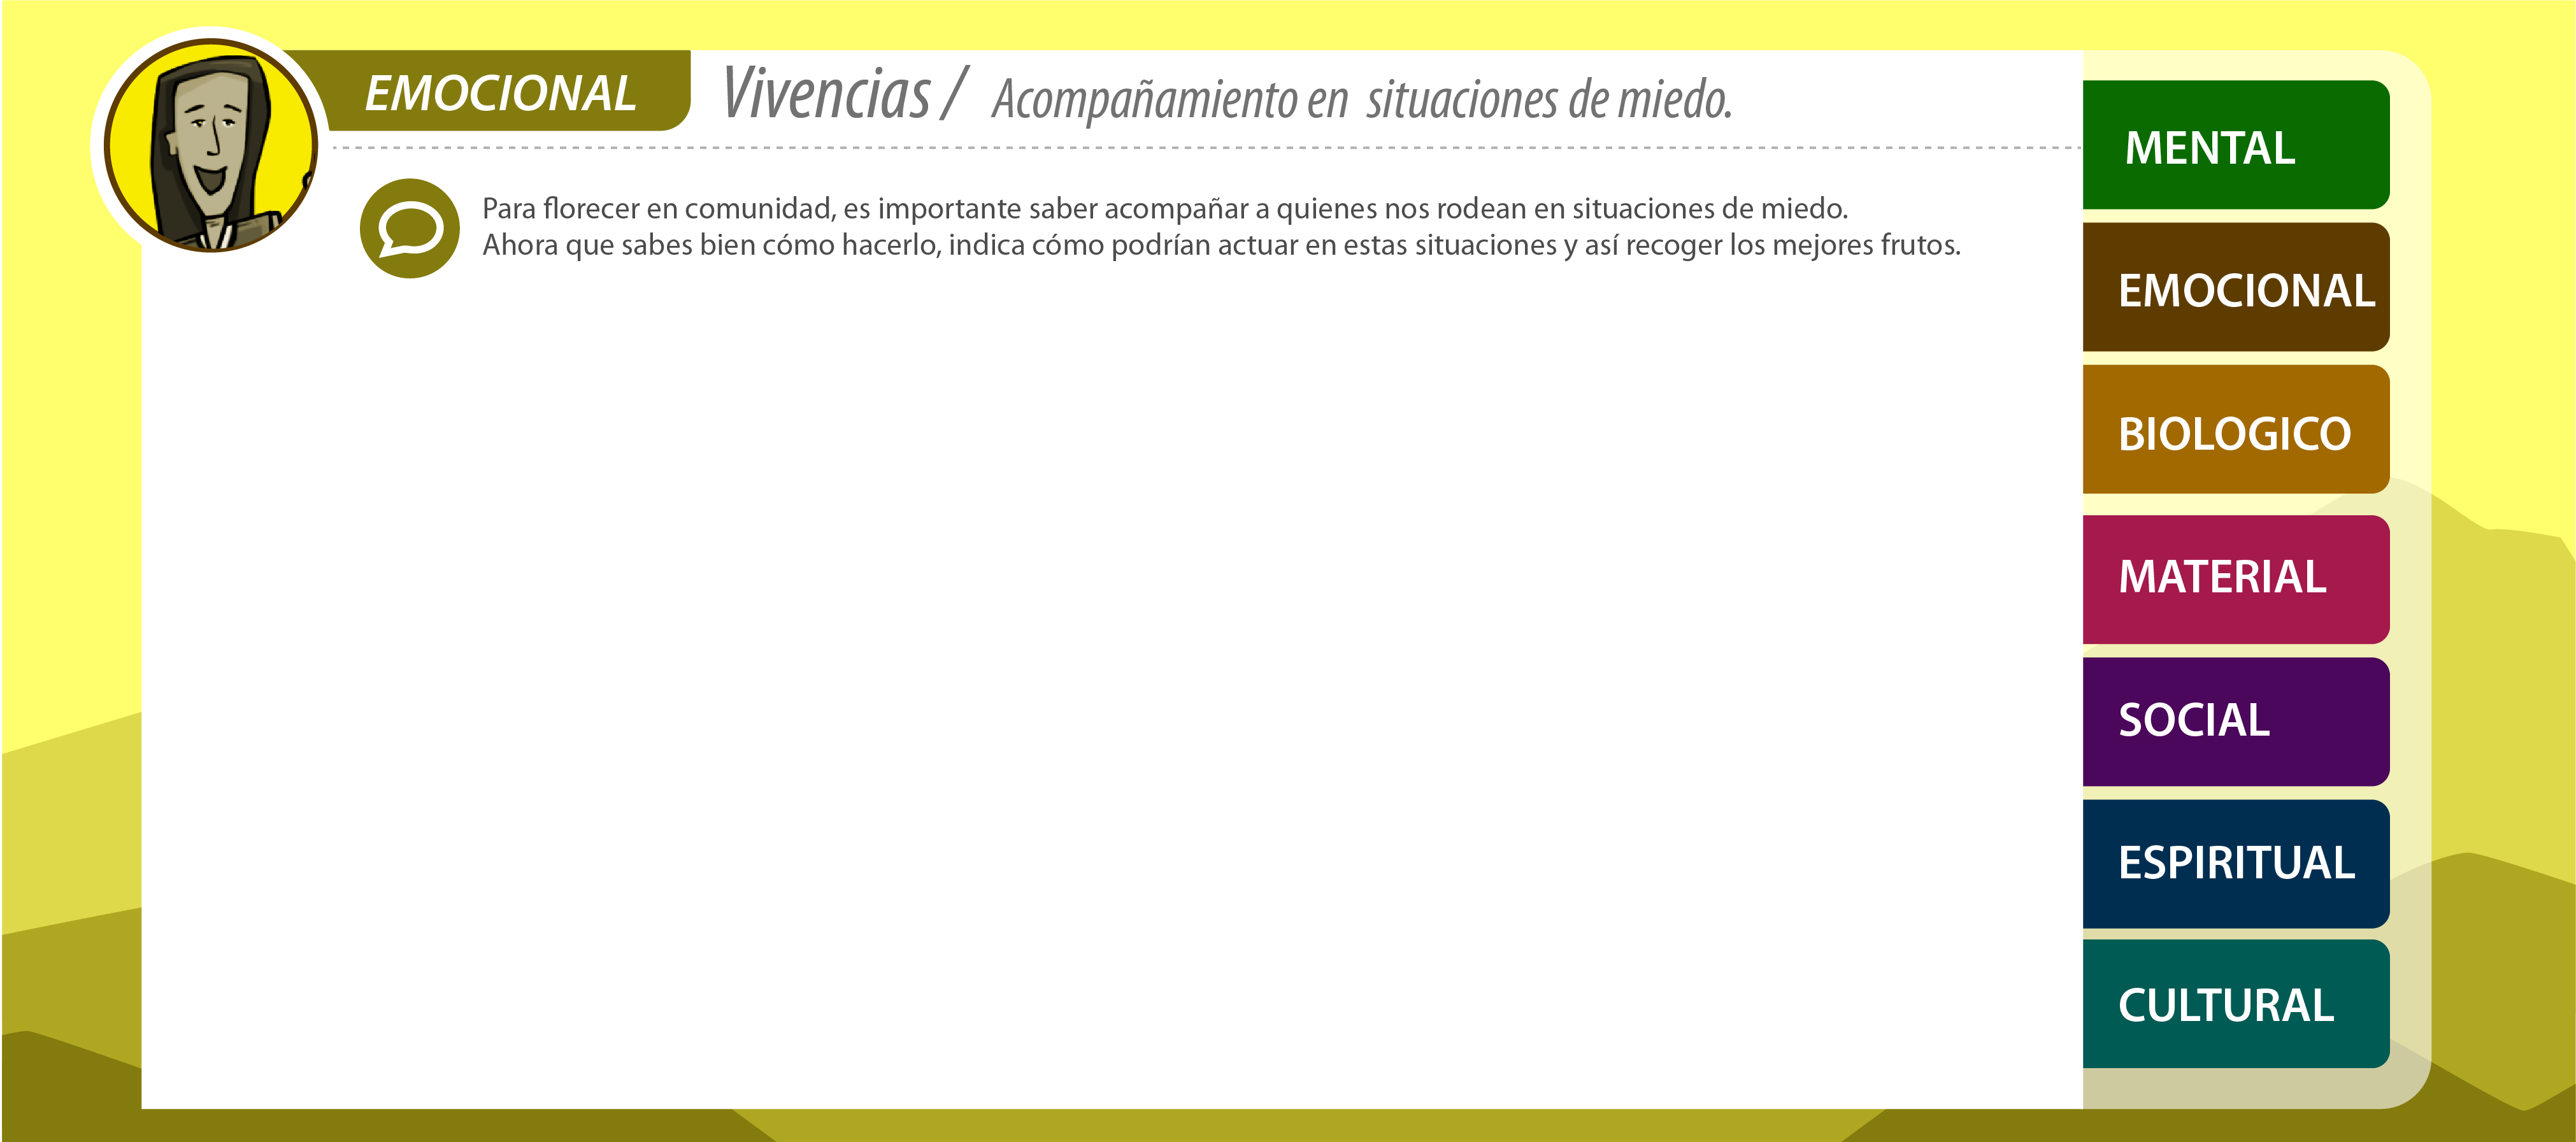 EMOCIONAL
Vivencias / Acompañamiento en situaciones de miedo.
Para florecer en comunidad, es importante saber acompañar a quienes nos rodean en situaciones de miedo.
Ahora que sabes bien cómo hacerlo, indica cómo podrían actuar en estas situaciones y así recoger los mejores frutos.
MENTAL
EMOCIONAL
BIOLOGICO
MATERIAL
SOCIAL
ESPIRITUAL
CULTURAL